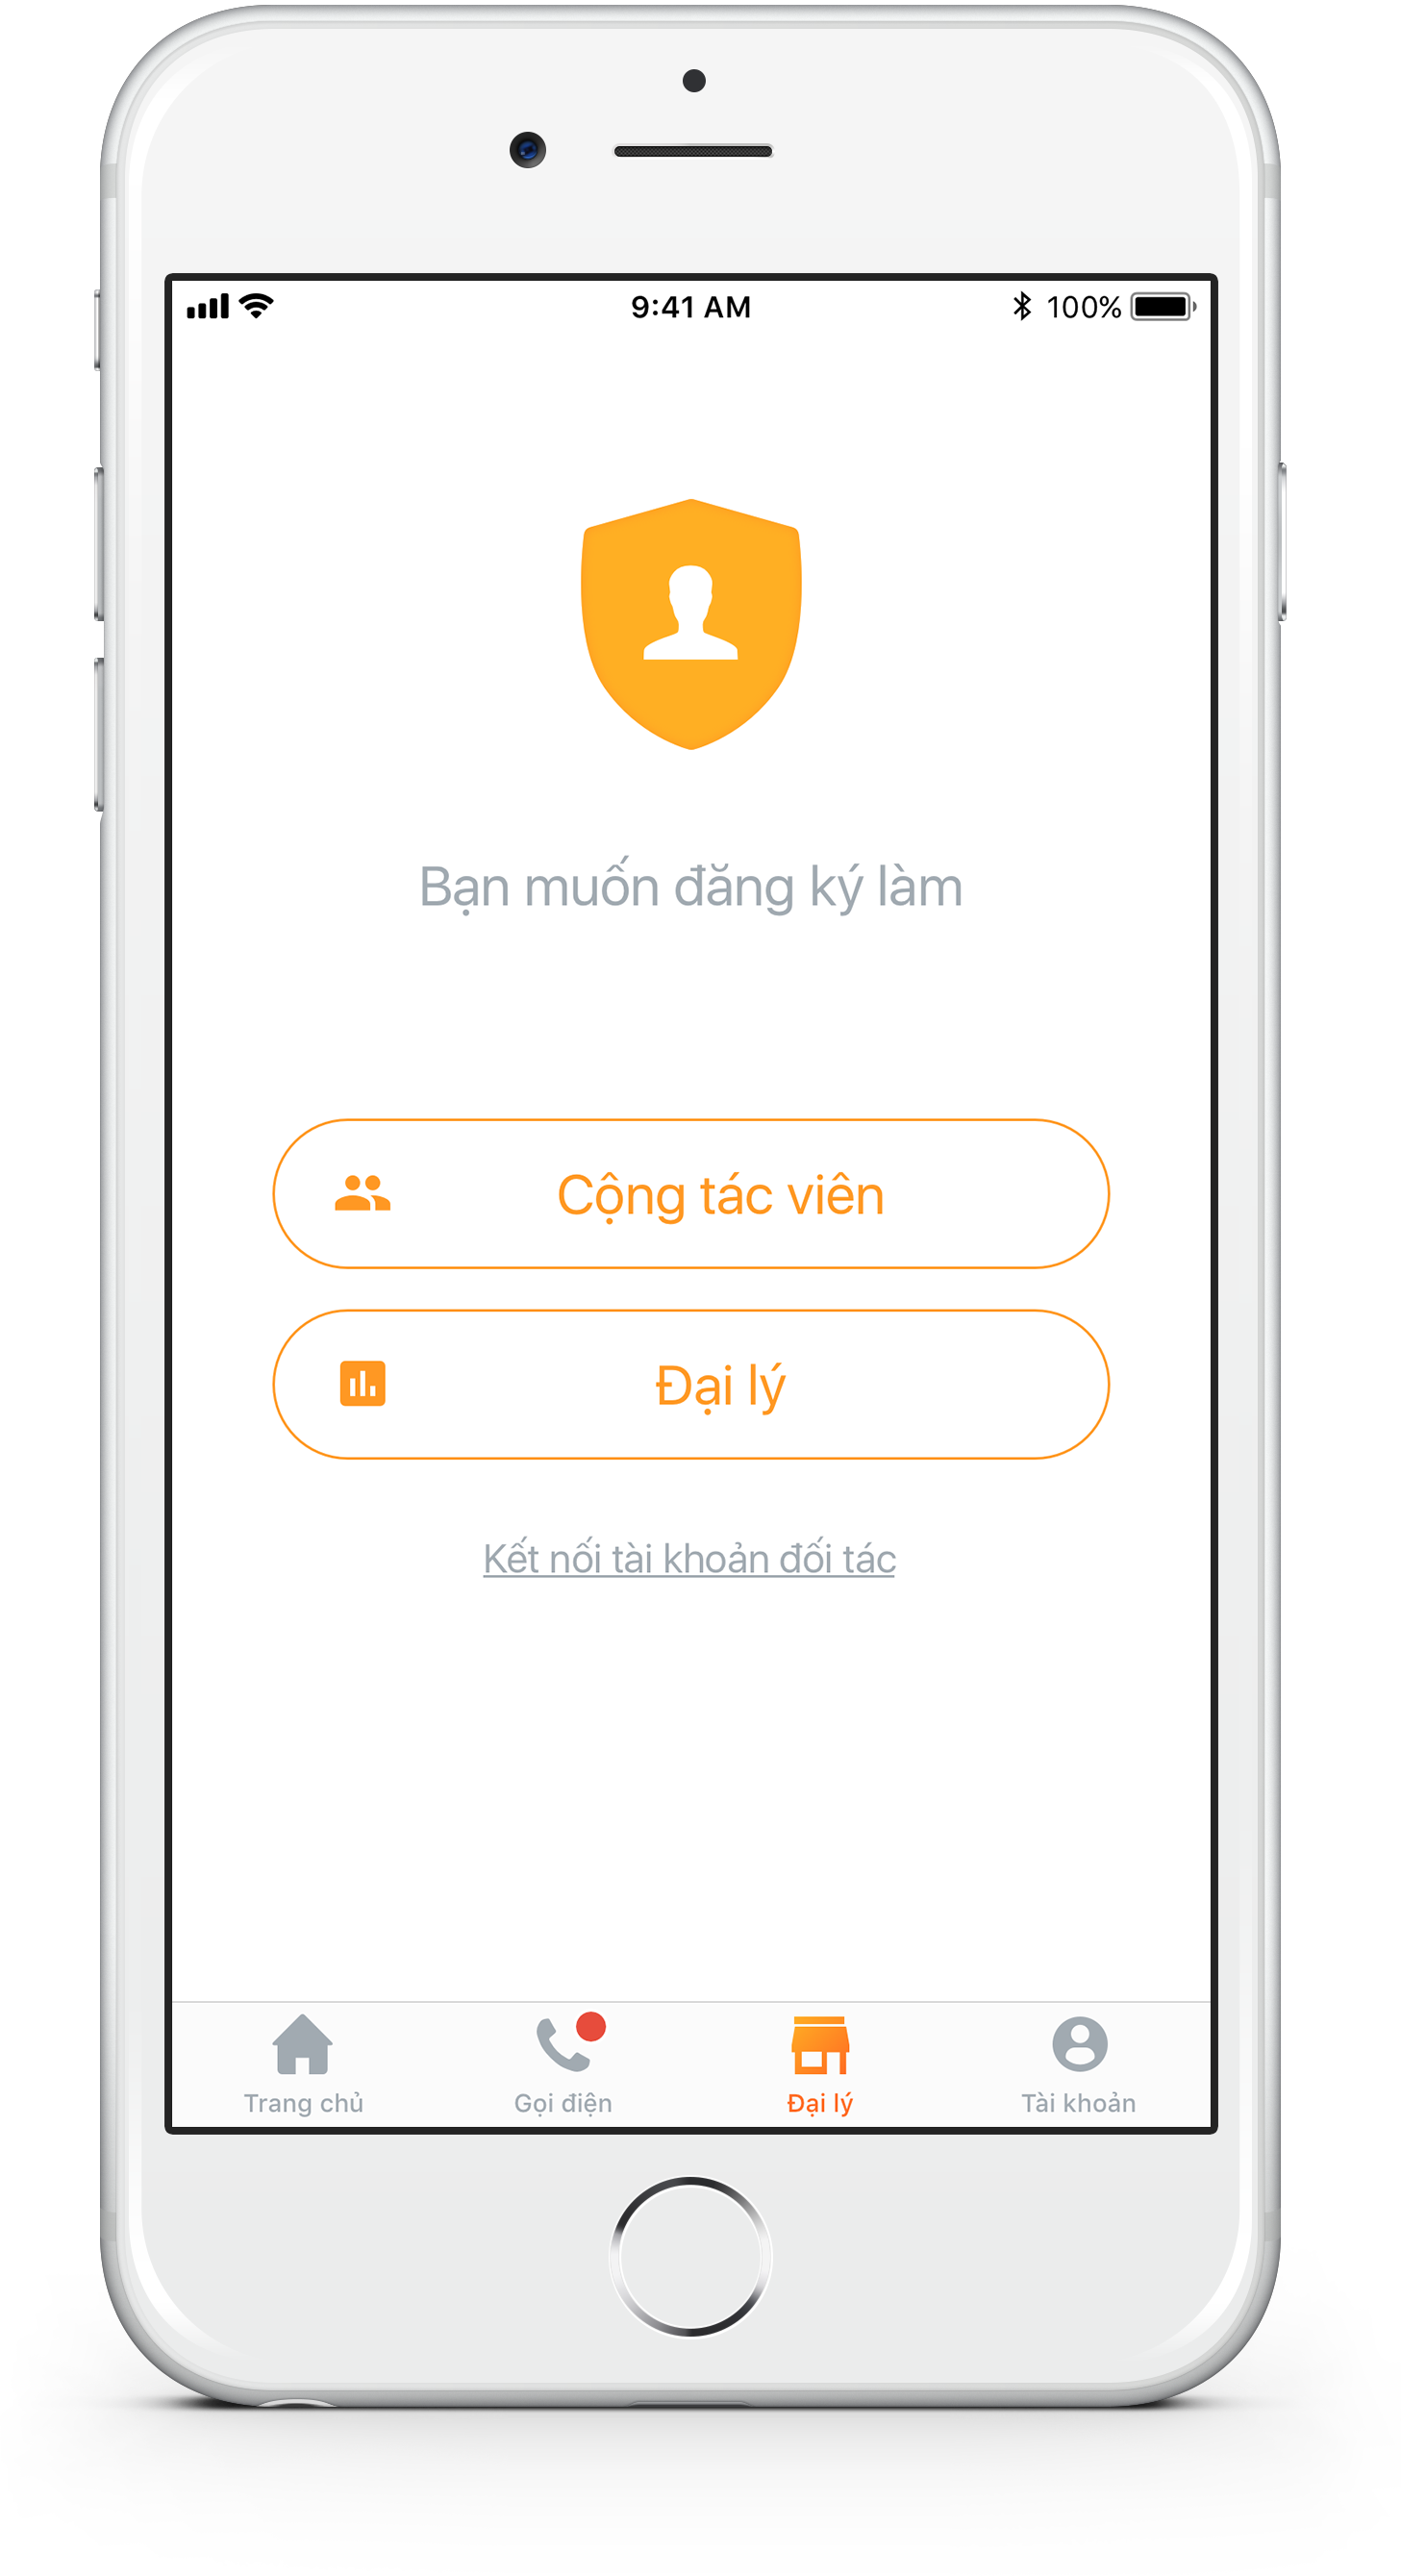 9:41 AM
100%
Bạn muốn đăng ký làm
Cộng tác viên
Đại lý
Kết nối tài khoản đối tác
Trang chủ
Gọi điện
Đại lý
Tài khoản